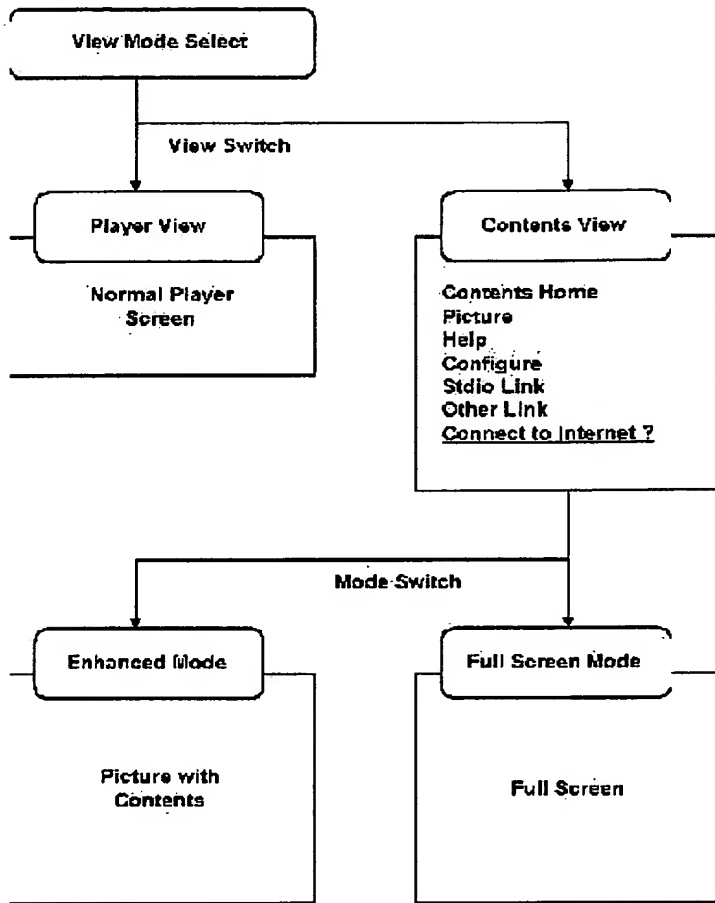 View Mode Select
View Switch
Player View
Contents View
Normal Player
Screen
Contents Home
Picture
Help
Configure
Stdio Link
Other Link
Connect to Internet ?
Mode Switch
Enhanced Mode
Full Screen Mode
Picture with
Contents
Full Screen